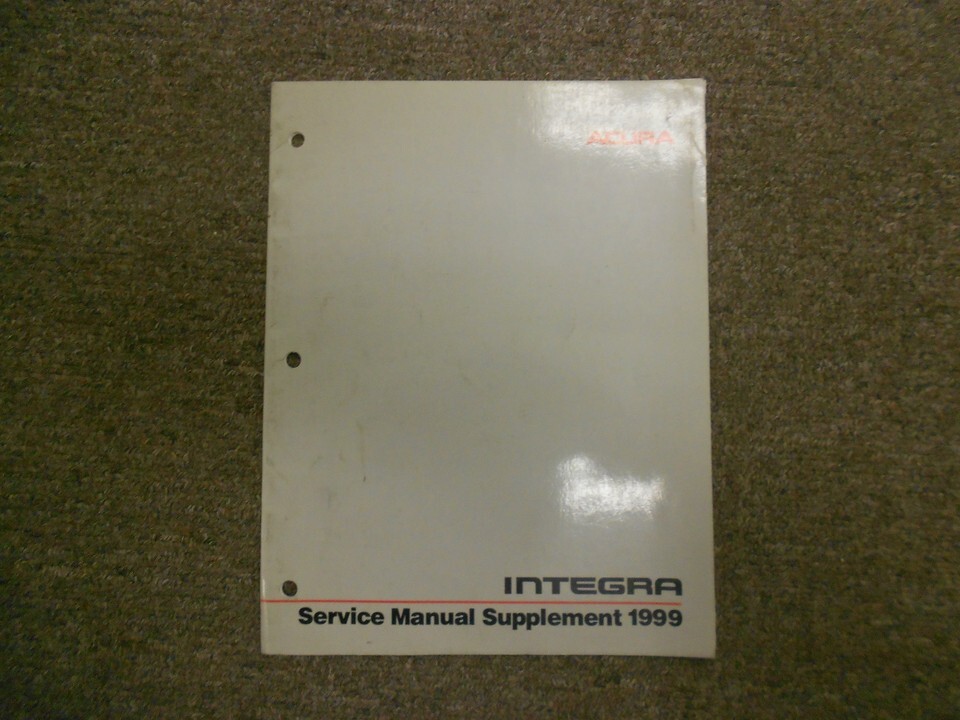 ACURA
INTEGRA
Service Manual Supplement 1999